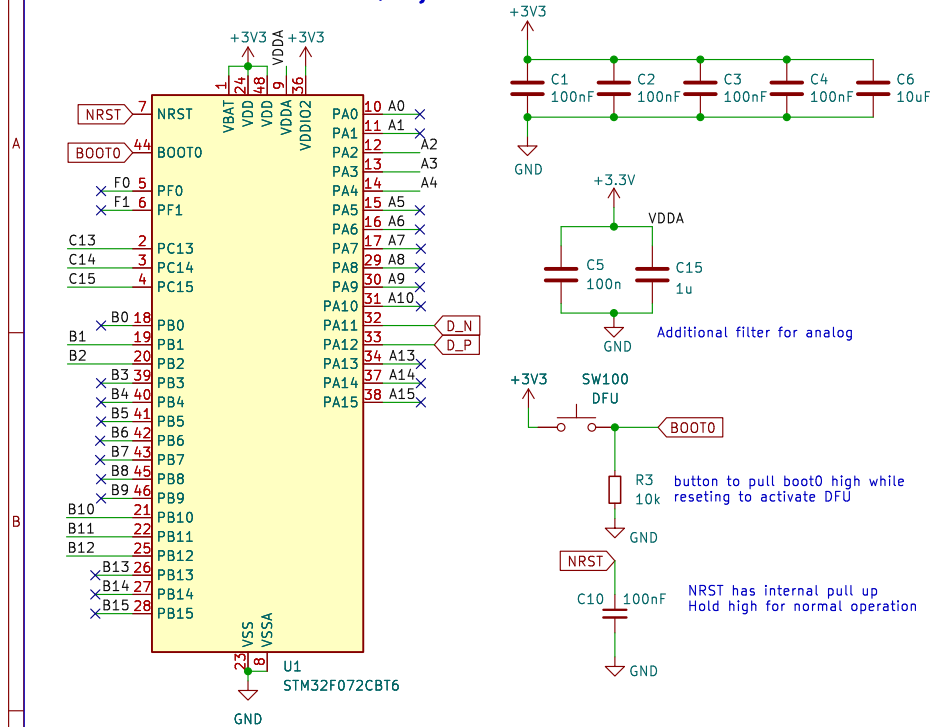 +3V3
+3V3
VDDA
1
24
48
9
36
VBAT
VDD
VDD
VDDA
VDDIO2
NRST
7
NRST
BOOT0
44
BOOT0
F0 5 PF0
F1 6 PF1
C13 2 PC13
C14 3 PC14
C15 4 PC15
B0 18 PB0
B1 19 PB1
B2 20 PB2
B3 39 PB3
B4 40 PB4
B5 41 PB5
B6 42 PB6
B7 43 PB7
B8 45 PB8
B9 46 PB9
B10 21 PB10
B11 22 PB11
B12 25 PB12
B13 26 PB13
B14 27 PB14
B15 28 PB15
PA0 10 A0
PA1 11 A1
PA2 12 A2
PA3 13 A3
PA4 14 A4
PA5 15 A5
PA6 16 A6
PA7 17 A7
PA8 29 A8
PA9 30 A9
PA10 31 A10
PA11 32 D_N
PA12 33 D_P
PA13 34 A13
PA14 37 A14
PA15 38 A15
VSS
VSSA
23
8
U1
STM32F072CBT6
GND
+3V3
C1
100nF
C2
100nF
C3
100nF
C4
100nF
C6
10uF
GND
+3.3V
VDDA
C5
100n
C15
1u
GND
Additional filter for analog
+3V3
SW100
DFU
BOOT0
R3
10k
button to pull boot0 high while
reseting to activate DFU
GND
NRST
C10 100nF
NRST has internal pull up
Hold high for normal operation
GND
A
B